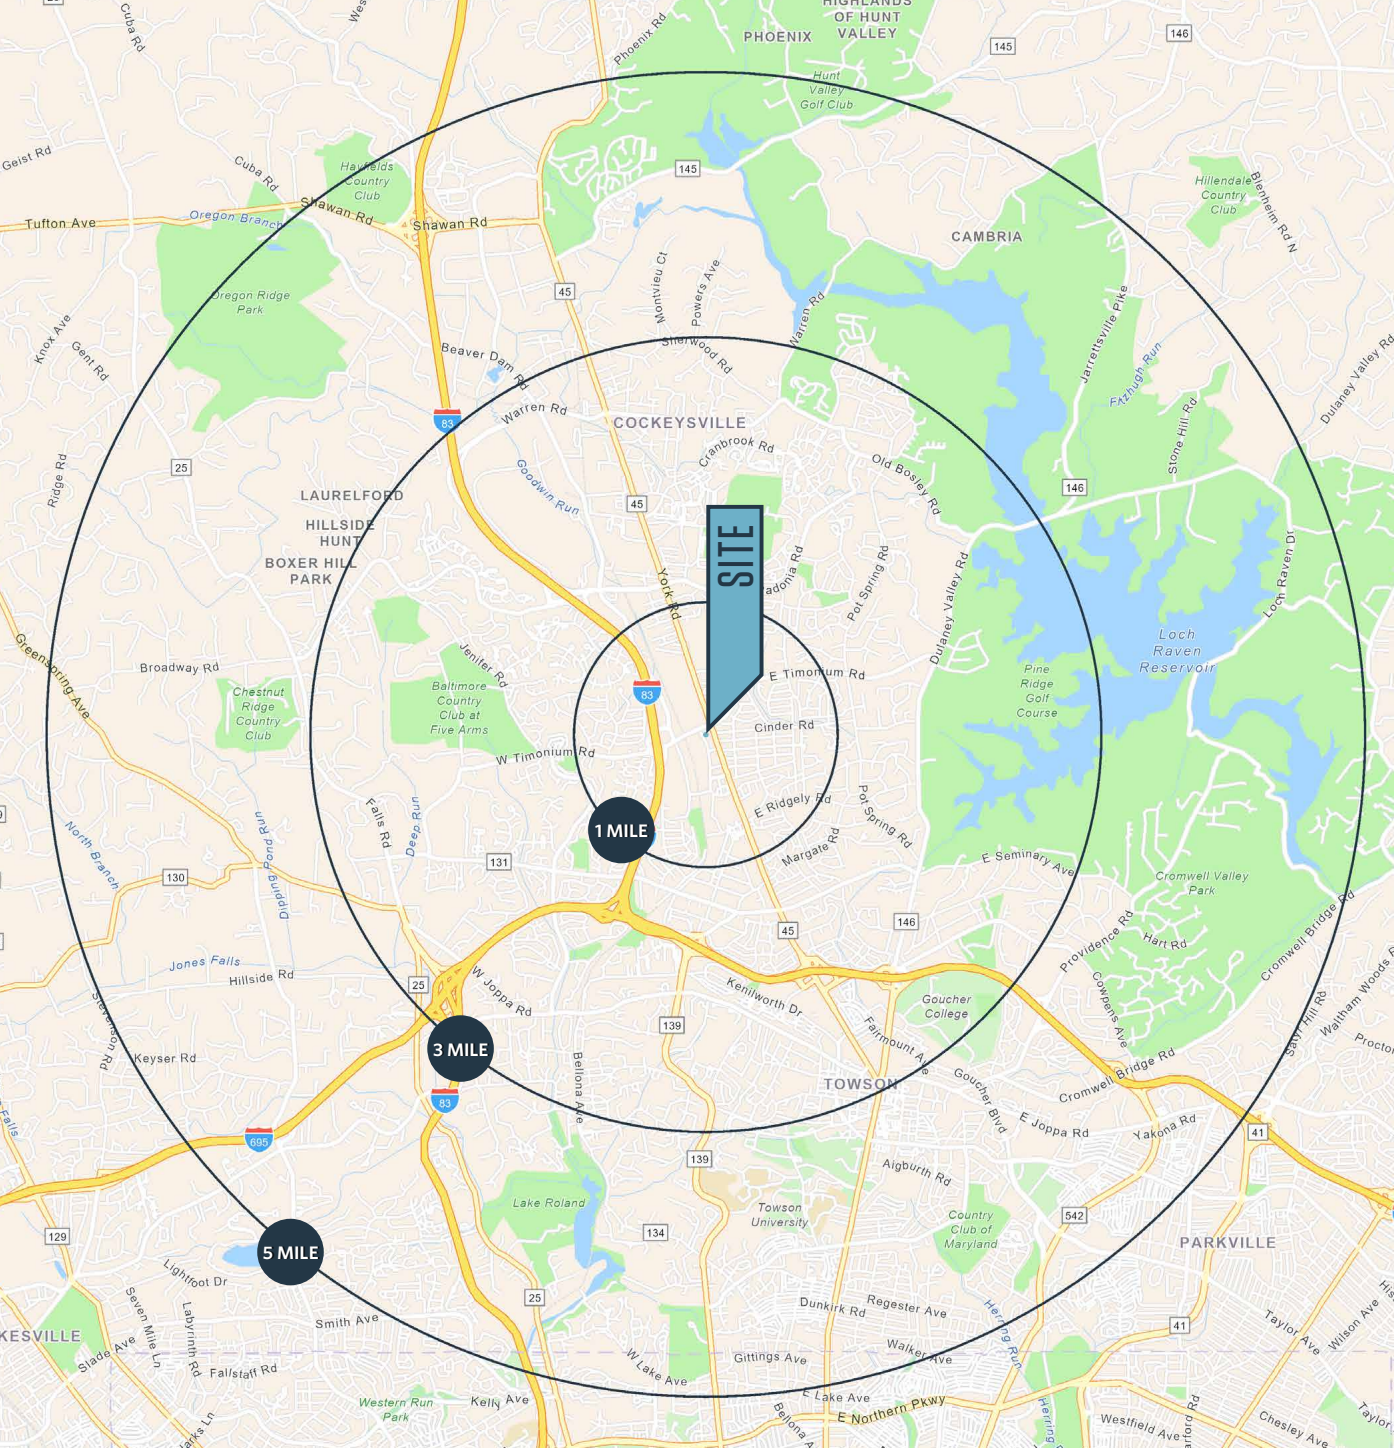 HIGHLANDS
OF HUNT
VALLEY
PHOENIX
146
145
Cuba Rd
Phoenix Rd
Hunt
Valley
Golf Club
Geist Rd
Cuba Rd
Hayfields
Country
Club
145
Hillendale
Country
Club
Blenheim Rd N
Tufton Ave
Oregon Branch
Shawan Rd
Shawan Rd
CAMBRIA
Oregon Ridge
Park
45
Montvieu Ct
Powers Ave
Warren Rd
Jarrettsville Pike
Knox Ave
Gent Rd
Beaver Dam Rd
Sherwood Rd
Fitzhugh Run
Dulaney Valley Rd
83
Warren Rd
COCKEYSVILLE
Cranbrook Rd
Stone Hill Rd
25
Ridge Rd
Goodwin Run
Old Bosley Rd
146
LAURELFORD
45
HILLSIDE
HUNT
BOXER HILL
PARK
SITE
York Rd
adonia Rd
Pot Spring Rd
Dulaney Valley Rd
Loch Raven Dr
Loch
Raven
Reservoir
Greenspring Ave
Broadway Rd
Jenifer Rd
E Timonium Rd
83
Chestnut
Ridge
Country
Club
Baltimore
Country
Club at
Five Arms
Pine
Ridge
Golf
Course
Cinder Rd
W Timonium Rd
E Ridgely Rd
Pot Spring Rd
Falls Rd
Deep Run
1 MILE
Margate Rd
North Branch
Dipping Pond Run
131
E Seminary Ave
130
Cromwell Valley
Park
146
45
Cromwell Bridge Rd
Providence Rd
Hart Rd
Jones Falls
Hillside Rd
25
W Joppa Rd
Kenilworth Dr
Goucher
College
Cowpens Ave
Stevenson Rd
139
Fairmount Ave
Satyr Hill Rd
Waltham Woods R
Keyser Rd
3 MILE
Bellona Ave
TOWSON
Goucher Blvd
Cromwell Bridge Rd
Proctor
83
Falls
695
E Joppa Rd
Yakona Rd
41
139
Aigburth Rd
Lake Roland
Towson
University
Country
Club of
Maryland
542
129
134
PARKVILLE
5 MILE
Lightfoot Dr
25
Seven Mile Ln
Labyrinth Rd
Smith Ave
Dunkirk Rd
Regester Ave
Herring Run
41
Taylor Ave
Wilson Ave
KESVILLE
Slade Ave
Fallstaff Rd
W Lake Ave
Gittings Ave
Walker Ave
Western Run
Park
Kelly Ave
E Lake Ave
E Northern Pkwy
Bellona A
Herring
Westfield Ave
arford Rd
Chesley Ave
Taylor
arks Ln